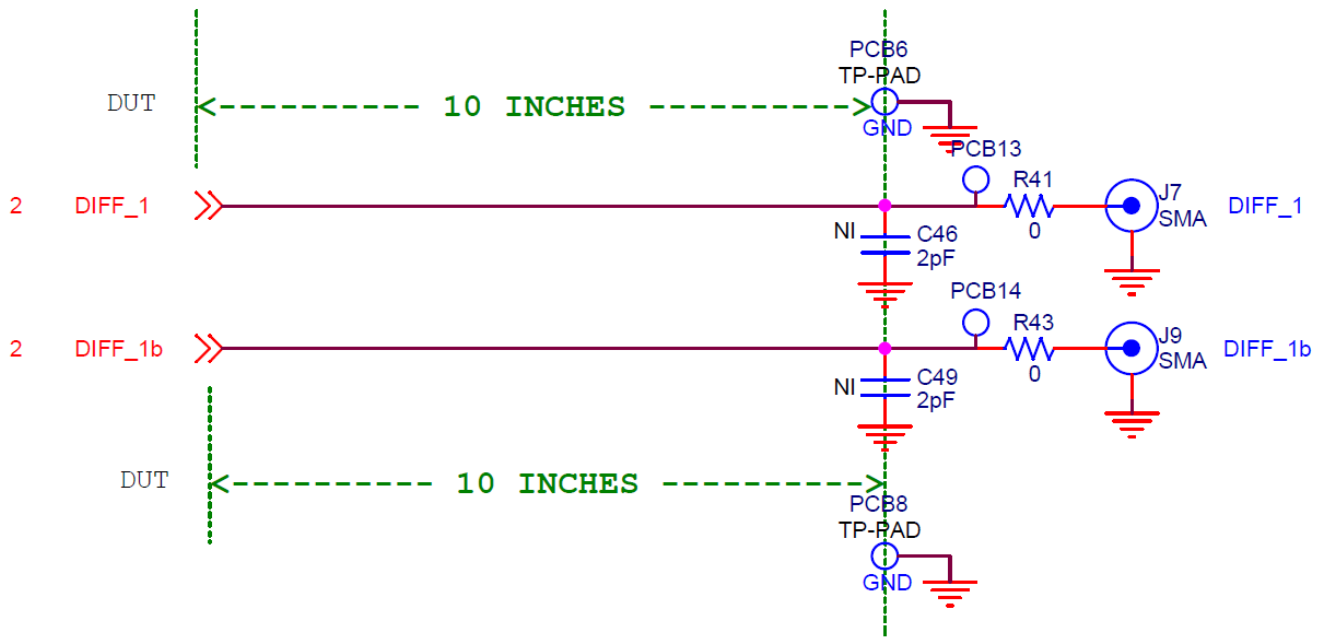 PCB6
TP-PAD
DUT
10 INCHES
GND
PCB13
R41
J7
2 DIFF_1
SMA
DIFF_1
0
NI
C46
2pF
PCB14
R43
J9
2 DIFF_1b
SMA
DIFF_1b
0
NI
C49
2pF
DUT
10 INCHES
PCB8
TP-PAD
GND